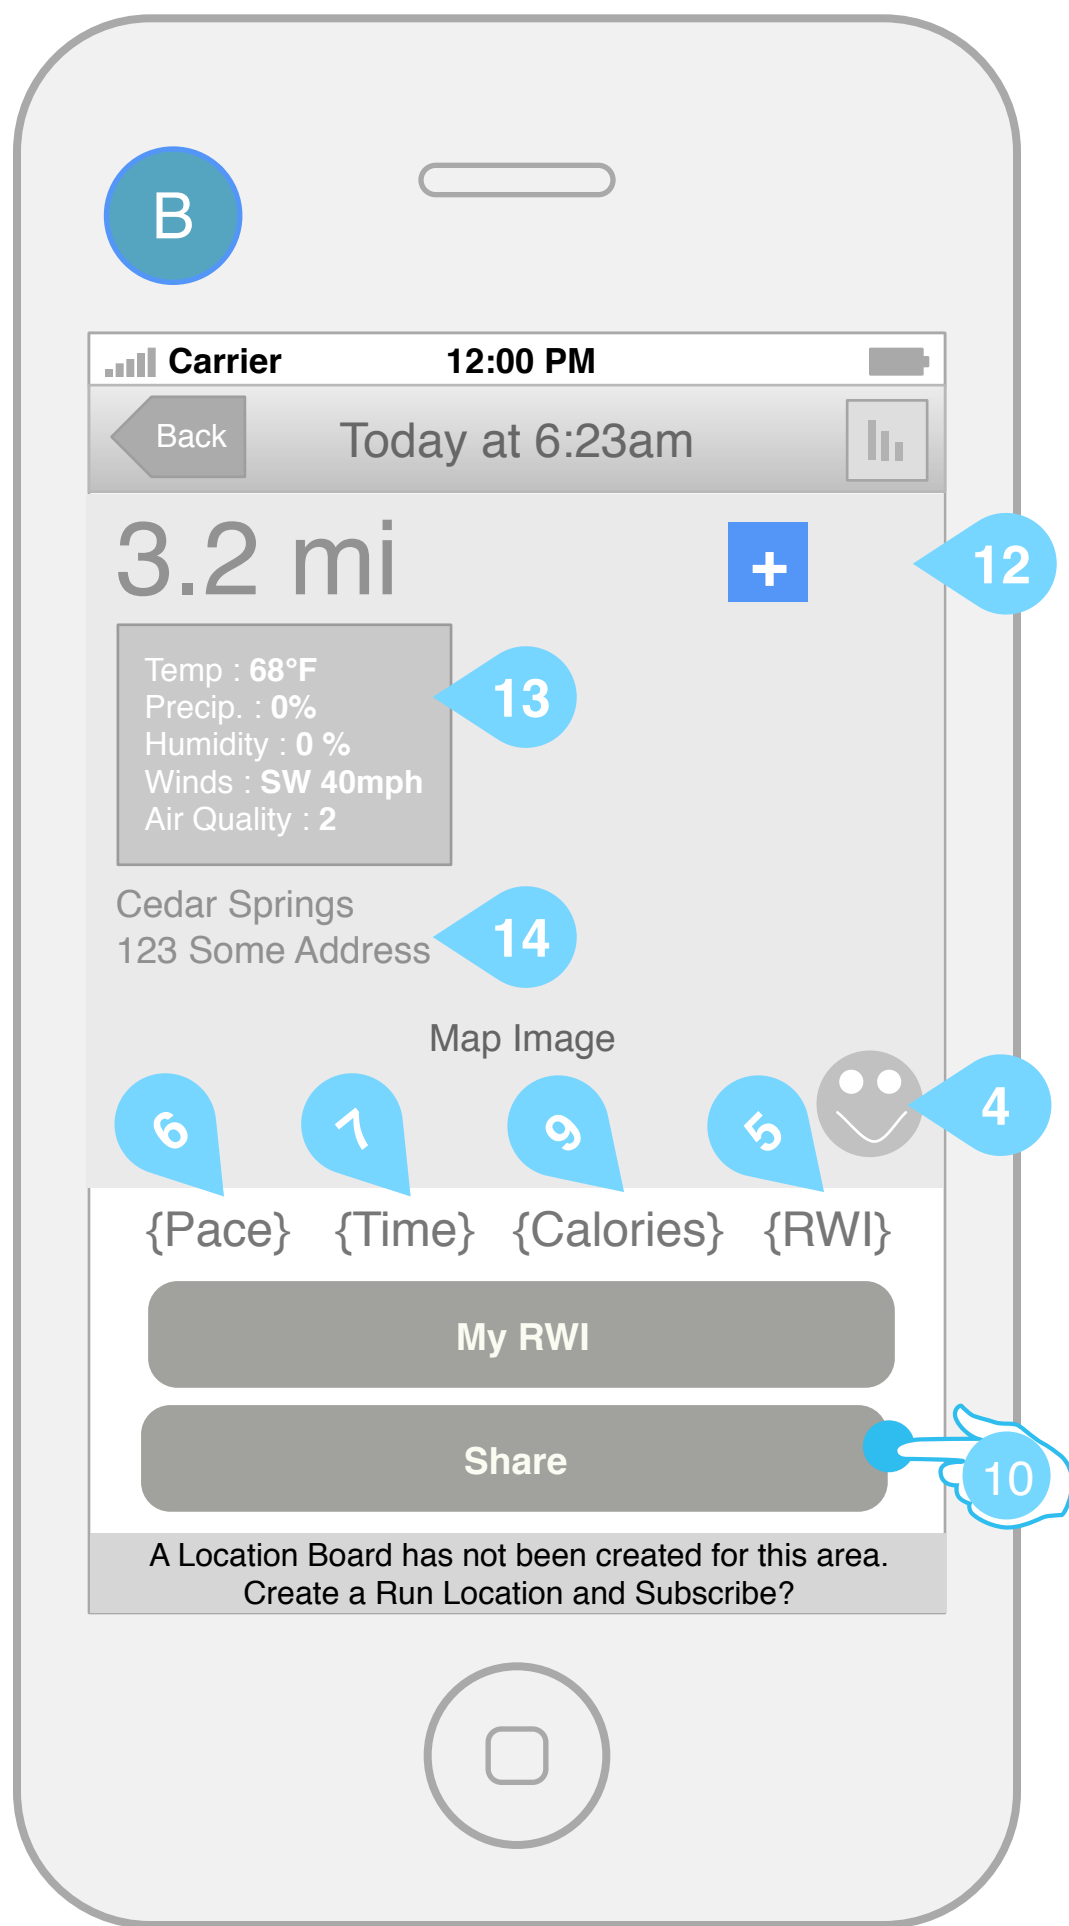 B
Carrier 12:00 PM
Back Today at 6:23am
3.2 mi + 12
Temp : 68°F
Precip. : 0%
Humidity : 0 %
Winds : SW 40mph
Air Quality : 2
13
Cedar Springs
123 Some Address
14
Map Image
4
6 7 9 5
{Pace} {Time} {Calories} {RWI}
My RWI
Share
10
A Location Board has not been created for this area.
Create a Run Location and Subscribe?